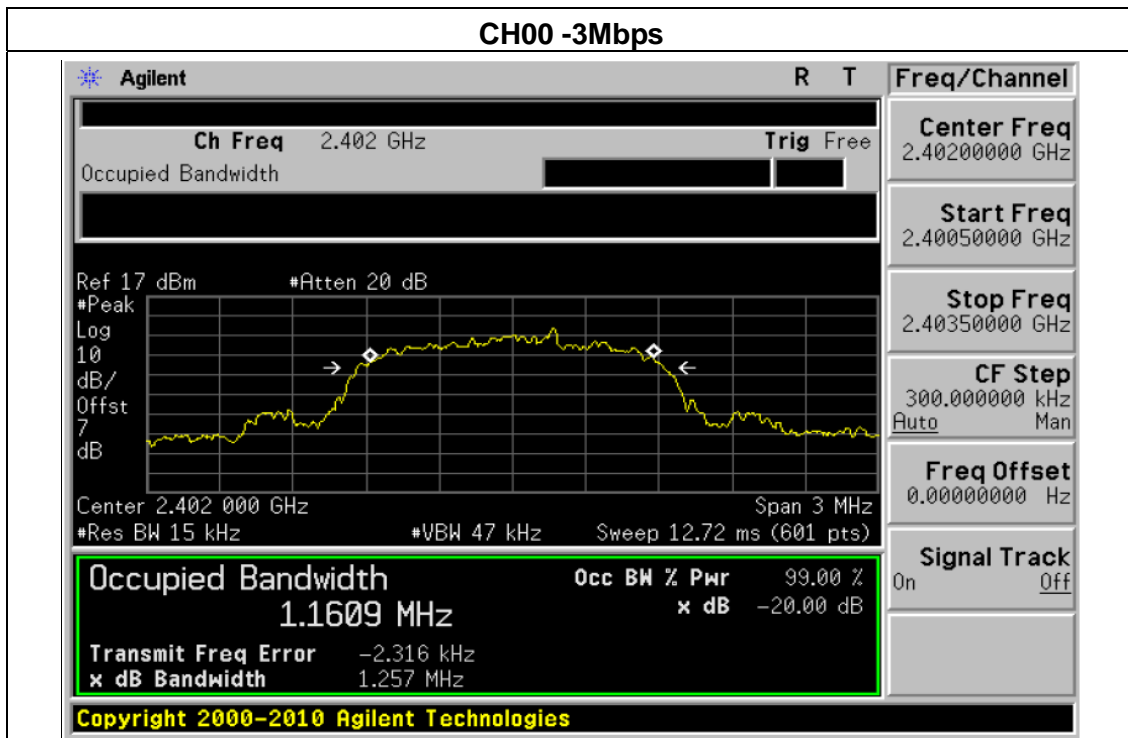 CH00 -3Mbps
Agilent R T Freq/Channel
Ch Freq 2.402 GHz Trig Free
Occupied Bandwidth
Center Freq
2.40200000 GHz
Start Freq
2.40050000 GHz
Stop Freq
2.40350000 GHz
CF Step
300.000000 kHz
Auto Man
Freq Offset
0.00000000 Hz
Signal Track
On Off
Ref 17 dBm #Atten 20 dB
#Peak
Log
10
dB/
Offst
7
dB
Center 2.402 000 GHz Span 3 MHz
#Res BW 15 kHz #VBW 47 kHz Sweep 12.72 ms (601 pts)
Occupied Bandwidth Occ BW % Pwr 99.00 %
1.1609 MHz x dB -20.00 dB
Transmit Freq Error -2.316 kHz
x dB Bandwidth 1.257 MHz
Copyright 2000-2010 Agilent Technologies